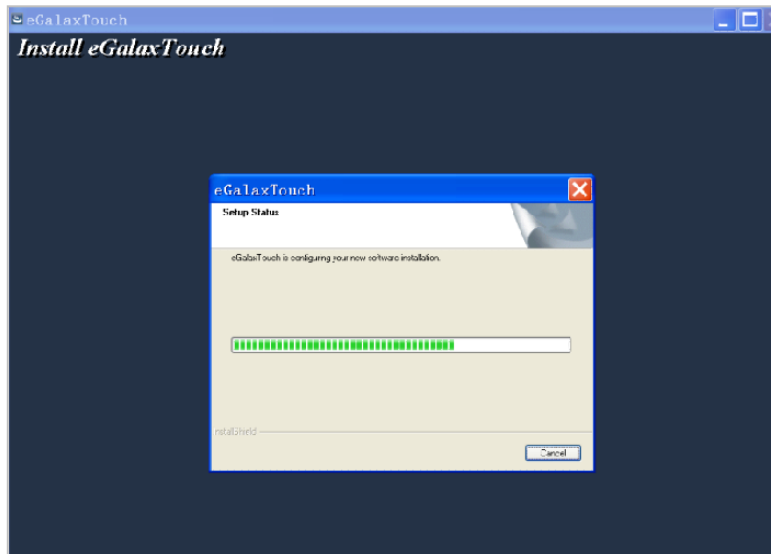 eGalaxTouch
Install eGalaxTouch
eGalaxTouch
Setup Status
eGalaxTouch is configuring your new software installation.
InstallShield
Cancel